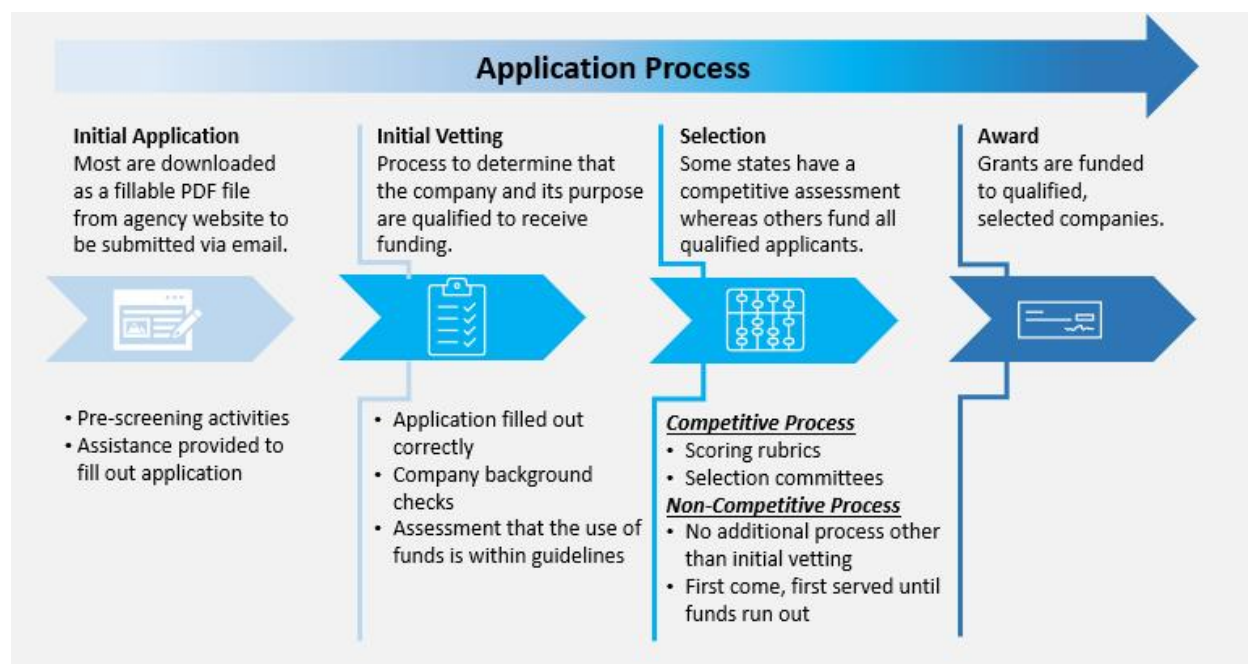 Application Process
Initial Application
Most are downloaded
as a fillable PDF file
from agency website to
be submitted via email.
• Pre-screening activities
• Assistance provided to
fill out application
Initial Vetting
Process to determine that
the company and its purpose
are qualified to receive
funding.
• Application filled out
correctly
• Company background
checks
• Assessment that the use of
funds is within guidelines
Selection
Some states have a
competitive assessment
whereas others fund all
qualified applicants.
Competitive Process
• Scoring rubrics
• Selection committees
Non-Competitive Process
• No additional process other
than initial vetting
• First come, first served until
funds run out
Award
Grants are funded
to qualified,
selected companies.